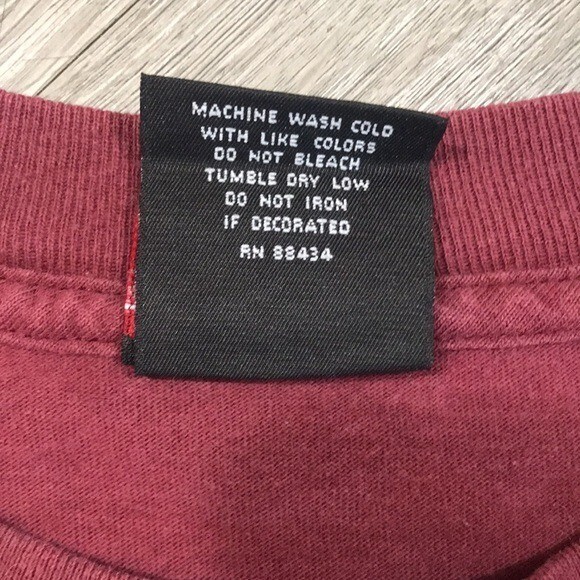 MACHINE WASH COLD
WITH LIKE COLORS
DO NOT BLEACH
TUMBLE DRY LOW
DO NOT IRON
IF DECORATED
RN 88434